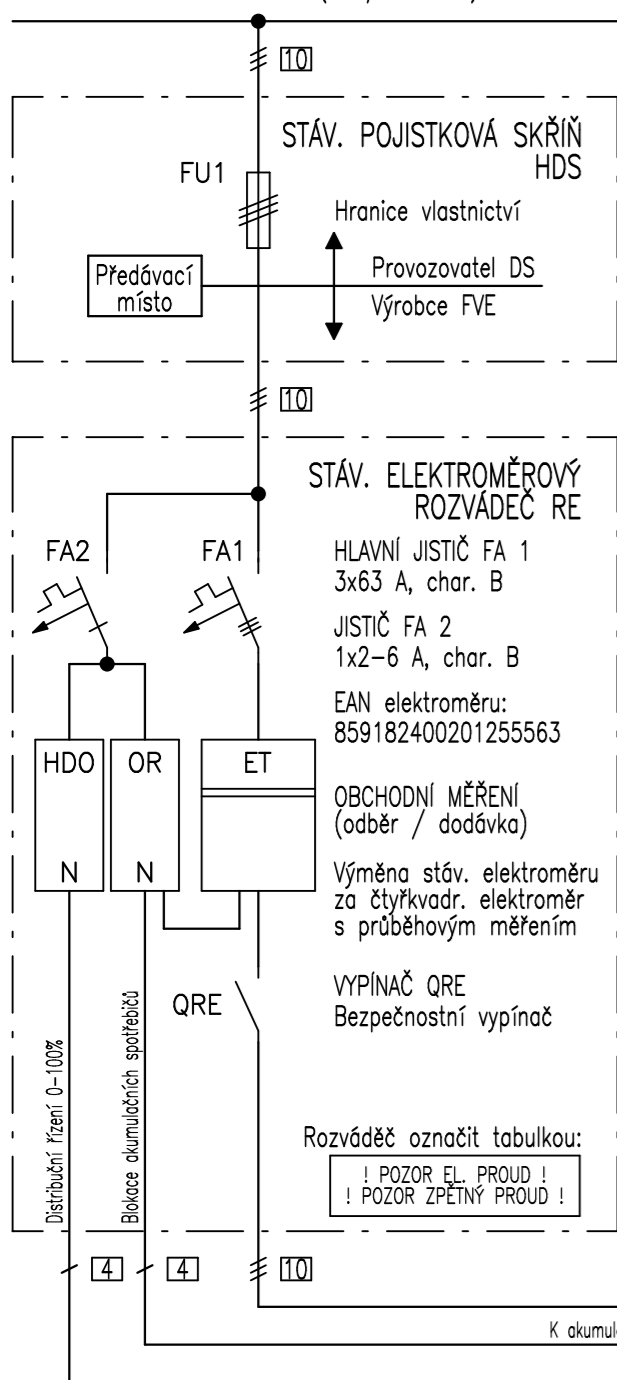 10
STÁV. POJISTKOVÁ SKŘÍŇ
HDS
FU1
Hranice vlastnictví
Předávací
místo
Provozovatel DS
Výrobce FVE
10
STÁV. ELEKTROMĚROVÝ
ROZVÁDEČ RE
FA2
FA1
HLAVNÍ JISTIČ FA 1
3x63 A, char. B
JISTIČ FA 2
1x2-6 A, char. B
EAN elektroměru:
859182400201255563
HDO
OR
ET
N
N
OBCHODNÍ MĚŘENÍ
(odběr / dodávka)
Výměna stáv. elektroměru
za čtyřkvadr. elektroměr
s průběhovým měřením
QRE
VYPÍNAČ QRE
Bezpečnostní vypínač
Distribuční řízení 0-100%
Blokace akumulačních spotřebičů
Rozváděč označit tabulkou:
! POZOR EL. PROUD !
! POZOR ZPĚTNÝ PROUD !
4
4
10
K akumul